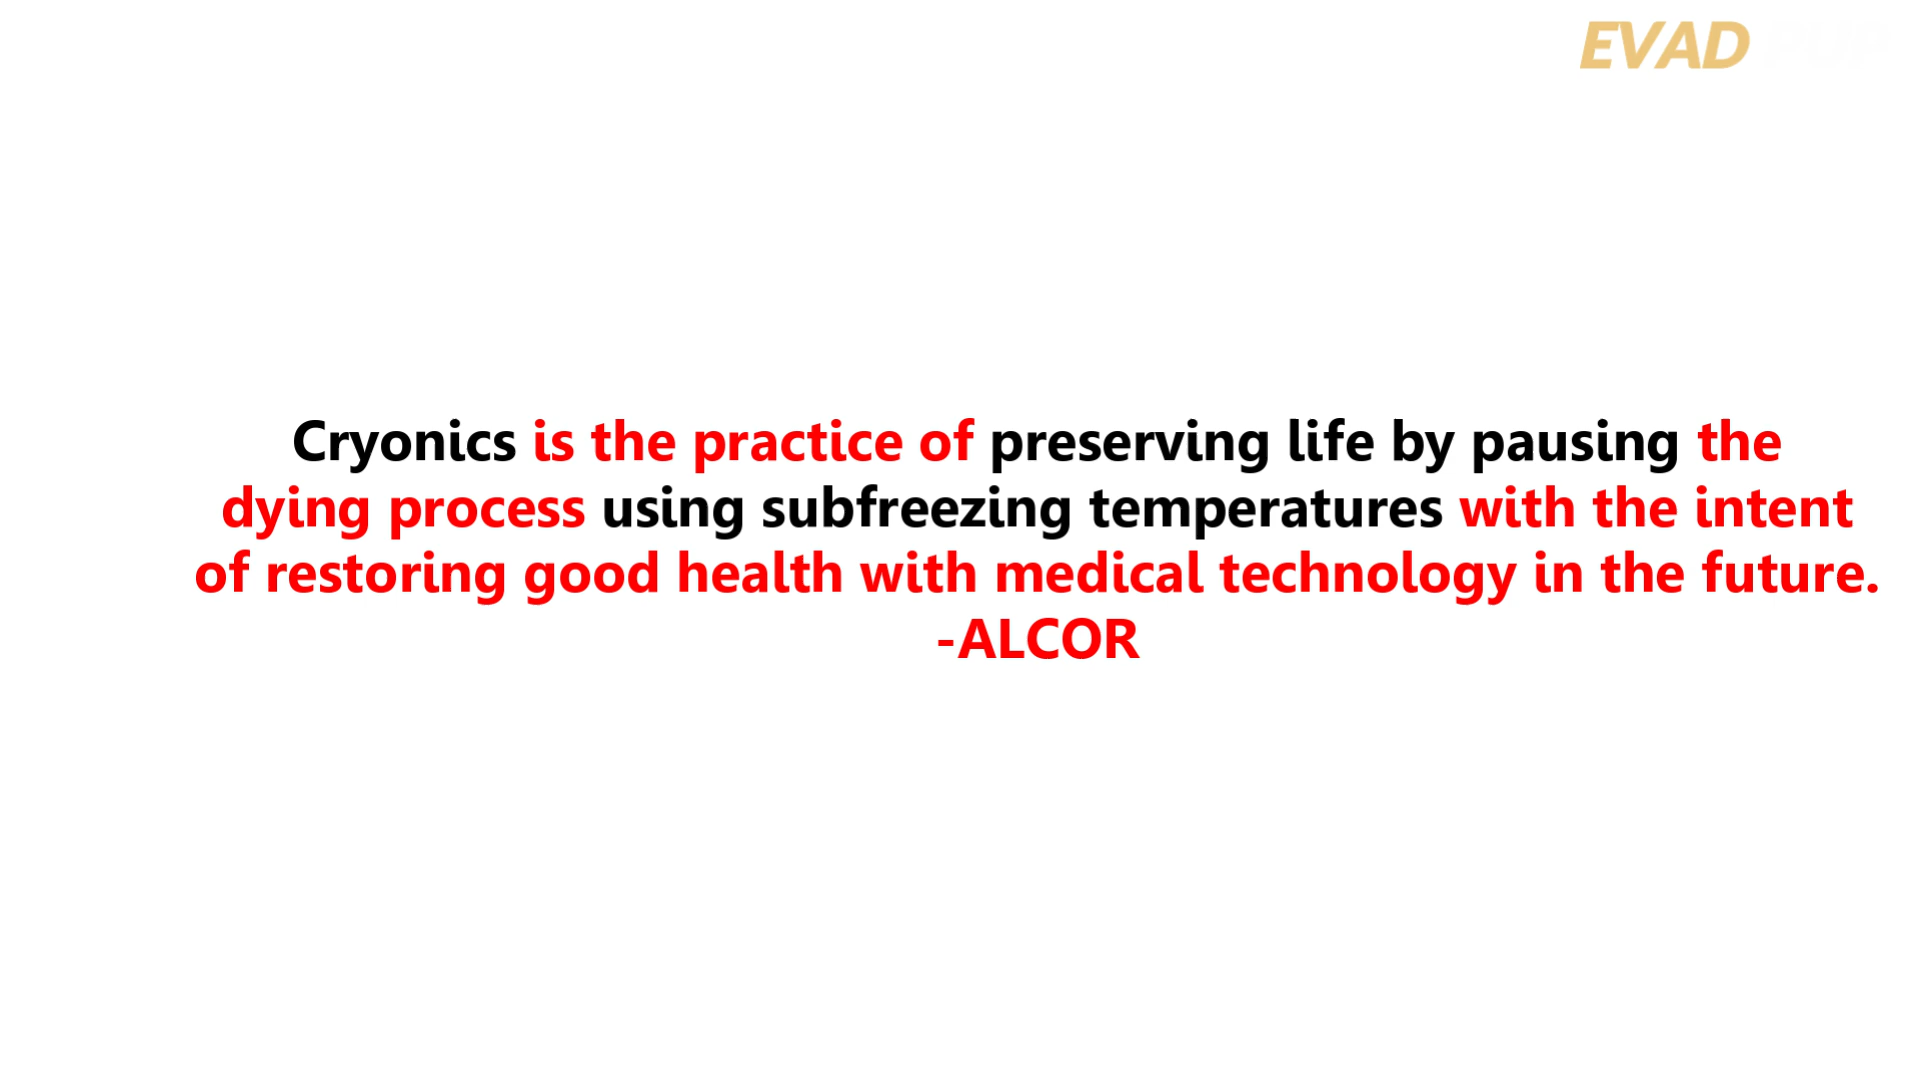 EVAD
Cryonics is the practice of preserving life by pausing the
dying process using subfreezing temperatures with the intent
of restoring good health with medical technology in the future.
-ALCOR